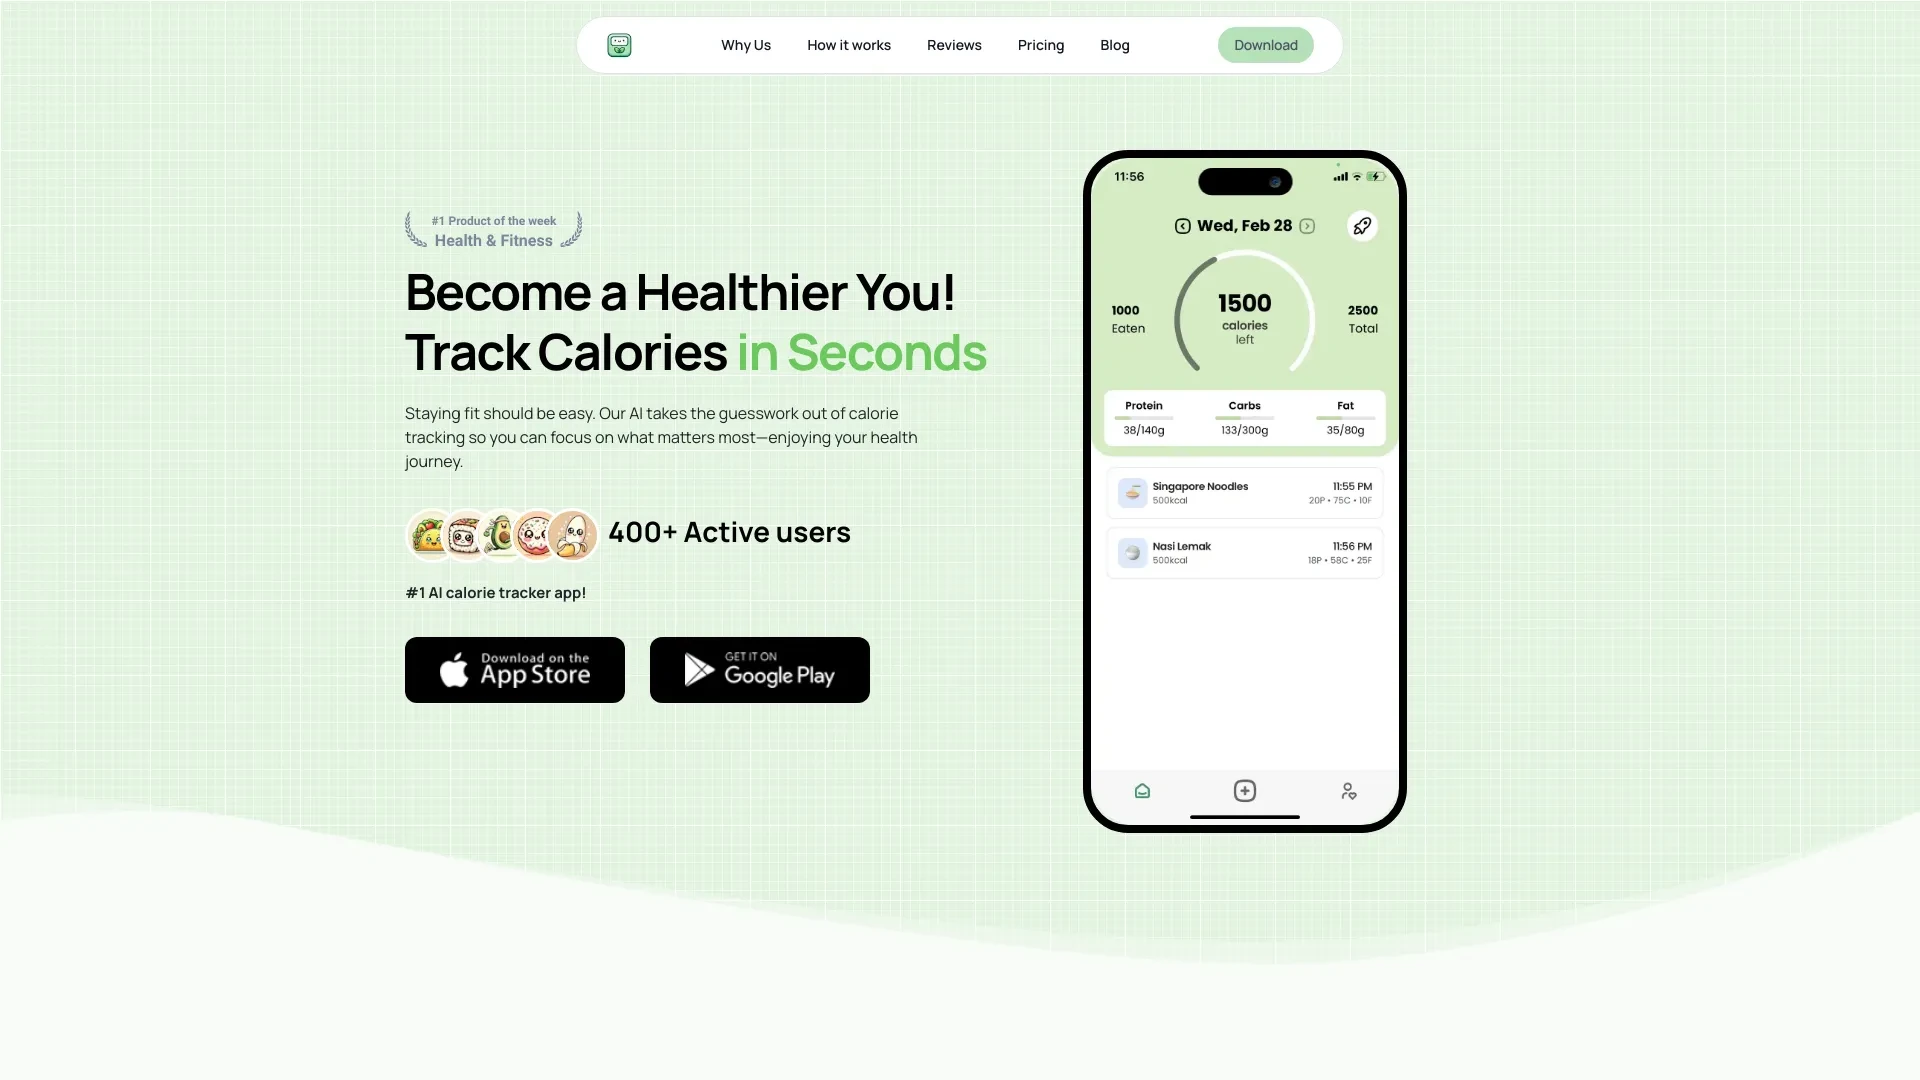 Why Us
How it works
Reviews
Pricing
Blog
Download
#1 Product of the week
Health & Fitness
Become a Healthier You!
Track Calories in Seconds
Staying fit should be easy. Our AI takes the guesswork out of calorie
tracking so you can focus on what matters most—enjoying your health
journey.
400+ Active users
#1 AI calorie tracker app!
Download on the
App Store
GET IT ON
Google Play
11:56
Wed, Feb 28
1000
Eaten
1500
calories
left
2500
Total
Protein
38/140g
Carbs
133/300g
Fat
35/80g
Singapore Noodles
11:55 PM
500kcal
20P • 75C • 10F
Nasi Lemak
11:56 PM
500kcal
18P • 58C • 25F